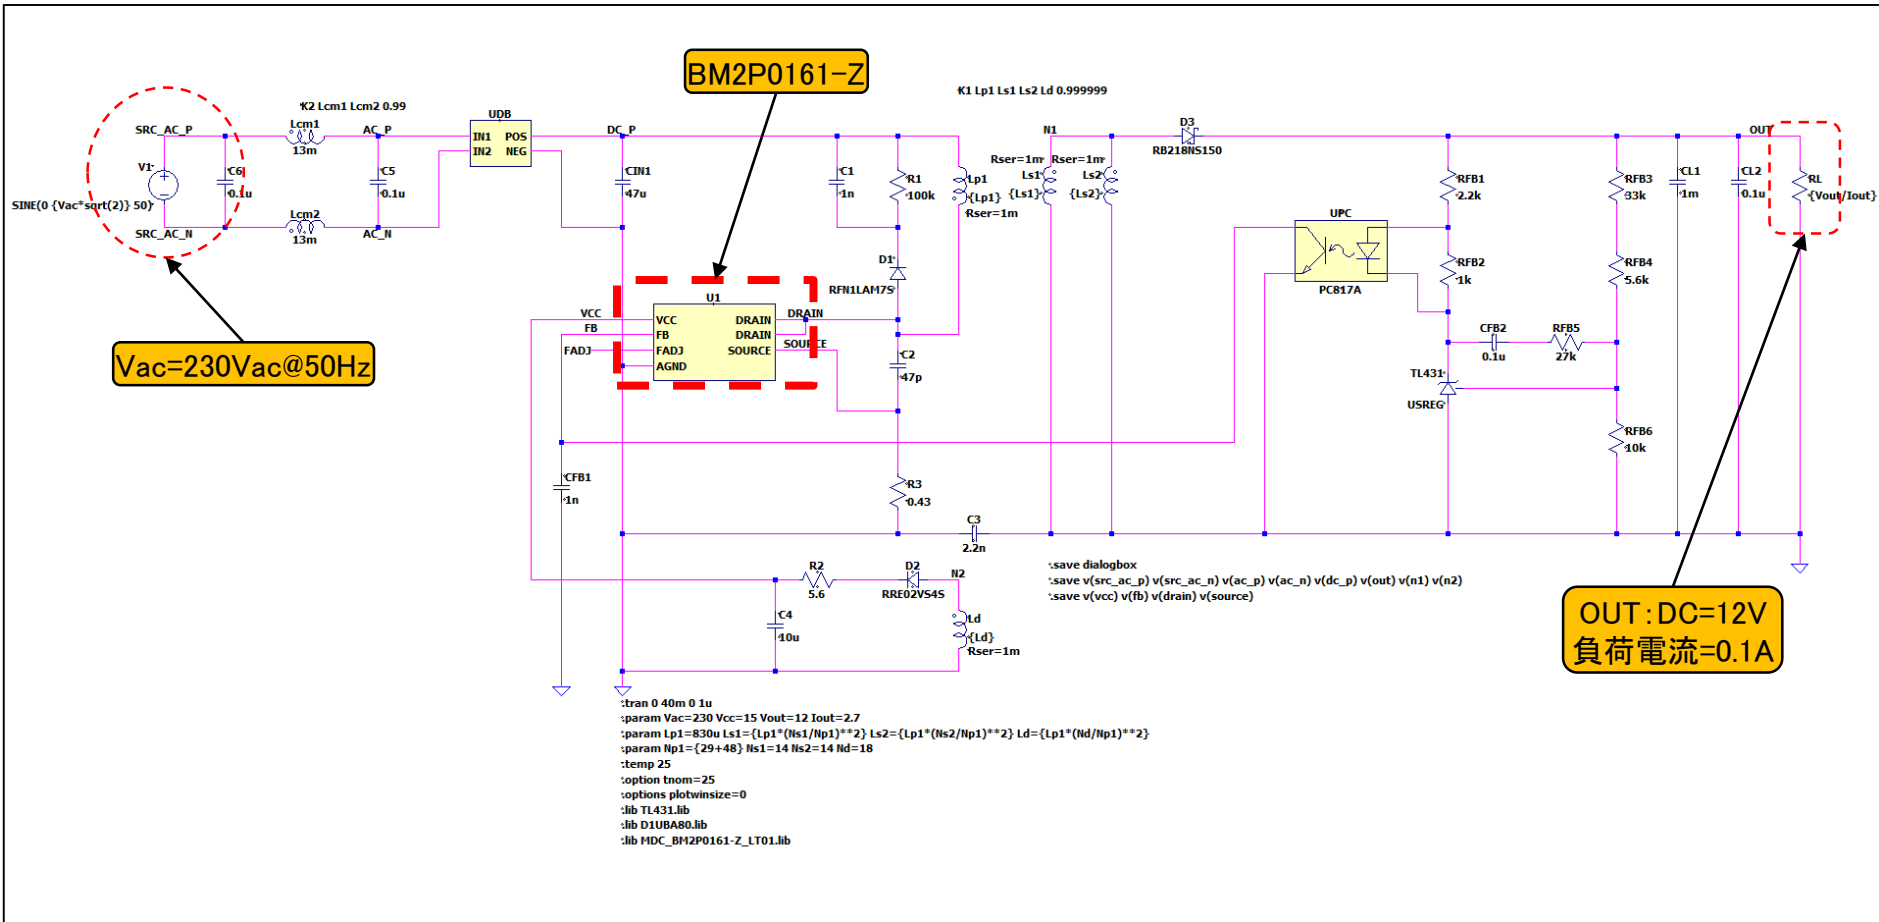 BM2P0161-Z
K1 Lp1 Ls1 Ls2 Ld 0.999999
K2 Lcm1 Lcm2 0.99
SRC_AC_P
Lcm1
13m
AC_P
UDB
IN1 POS
IN2 NEG
DC_P
N1
D3
RB218NS150
OUT
V1
C6
0.1u
C5
0.1u
CIN1
47u
C1
1n
R1
100k
Lp1
{Lp1}
Rser=1m
Rser=1m
Ls1
{Ls1}
Rser=1m
Ls2
{Ls2}
RFB1
2.2k
RFB3
33k
CL1
1m
CL2
0.1u
RL
{Vout/Iout}
SINE(0 {Vac*sqrt(2)} 50)
SRC_AC_N
Lcm2
13m
AC_N
UPC
PC817A
D1
RFN1LAM7S
RFB2
1k
RFB4
5.6k
U1
VCC
FB
FADJ
VCC
FB
FADJ
AGND
DRAIN
DRAIN
SOURCE
DRAIN
SOURCE
C2
47p
CFB2
0.1u
RFB5
27k
TL431
USREG
Vac=230Vac@50Hz
RFB6
10k
CFB1
1n
R3
0.43
C3
2.2n
R2
5.6
D2
RRE02VS4S
N2
C4
10u
Ld
{Ld}
Rser=1m
.save dialogbox
.save v(src_ac_p) v(src_ac_n) v(ac_p) v(ac_n) v(dc_p) v(out) v(n1) v(n2)
.save v(vcc) v(fb) v(drain) v(source)
OUT:DC=12V
負荷電流=0.1A
.tran 0 40m 0 1u
.param Vac=230 Vcc=15 Vout=12 Iout=2.7
.param Lp1=830u Ls1={Lp1*(Ns1/Np1)**2} Ls2={Lp1*(Ns2/Np1)**2} Ld={Lp1*(Nd/Np1)**2}
.param Np1={29+48} Ns1=14 Ns2=14 Nd=18
.temp 25
.option tnom=25
.options plotwinsize=0
.lib TL431.lib
.lib D1UBA80.lib
.lib MDC_BM2P0161-Z_LT01.lib